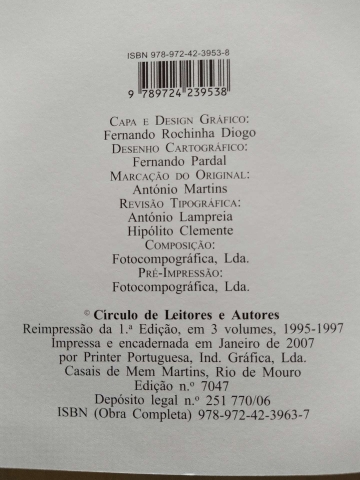 ISBN 978-972-42-3953-8
9 789724 239538
CAPA E DESIGN GRÁFICO:
Fernando Rochinha Diogo
DESENHO CARTOGRÁFICO:
Fernando Pardal
MARCAÇÃO DO ORIGINAL:
António Martins
REVISÃO TIPOGRÁFICA:
António Lampreia
Hipólito Clemente
COMPOSIÇÃO:
Fotocompográfica, Lda.
PRÉ-IMPRESSÃO:
Fotocompográfica, Lda.
© Círculo de Leitores e Autores
Reimpressão da 1.ª Edição, em 3 volumes, 1995-1997
Impressa e encadernada em Janeiro de 2007
por Printer Portuguesa, Ind. Gráfica, Lda.
Casais de Mem Martins, Rio de Mouro
Edição n.º 7047
Depósito legal n.º 251 770/06
ISBN (Obra Completa) 978-972-42-3963-7